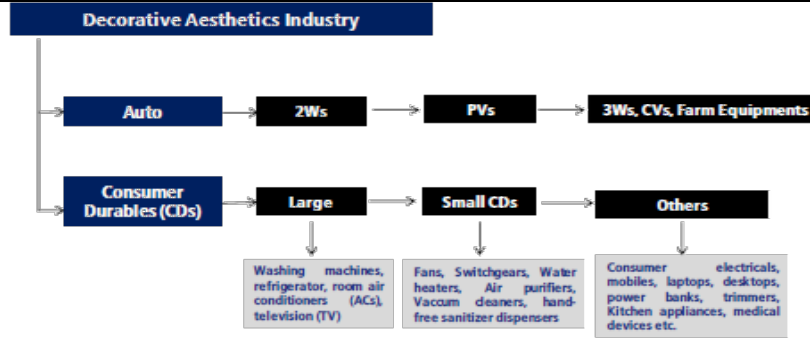 Decorative Aesthetics Industry
Auto
2Ws
PVs
3Ws, CVs, Farm Equipments
Consumer
Durables (CDs)
Large
Small CDs
Others
Washing machines,
refrigerator, room air
conditioners (ACs),
television (TV)
Fans, Switchgears, Water
heaters, Air purifiers,
Vaccum cleaners, hand-
free sanitizer dispensers
Consumer electricals,
mobiles, laptops, desktops,
power banks, trimmers,
Kitchen appliances, medical
devices etc.